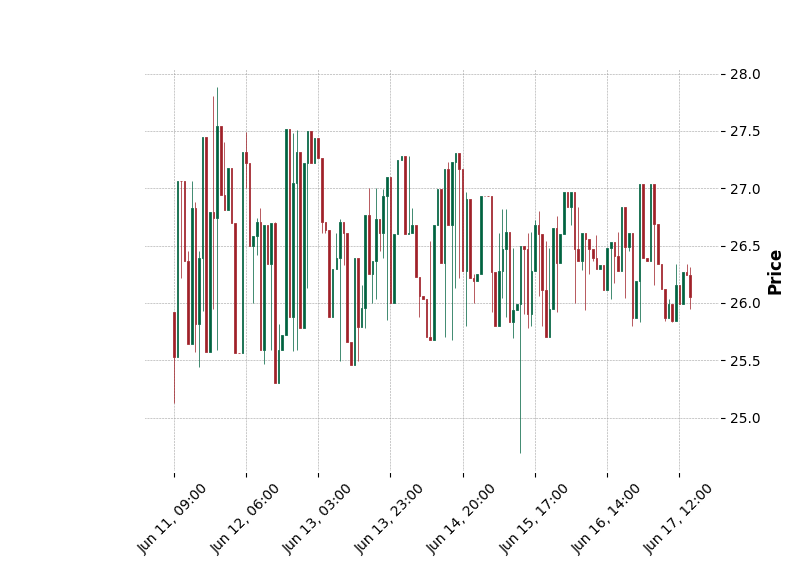 28.0
27.5
27.0
26.5
26.0
25.5
25.0
Price
Jun 11, 09:00
Jun 12, 06:00
Jun 13, 03:00
Jun 13, 23:00
Jun 14, 20:00
Jun 15, 17:00
Jun 16, 14:00
Jun 17, 12:00